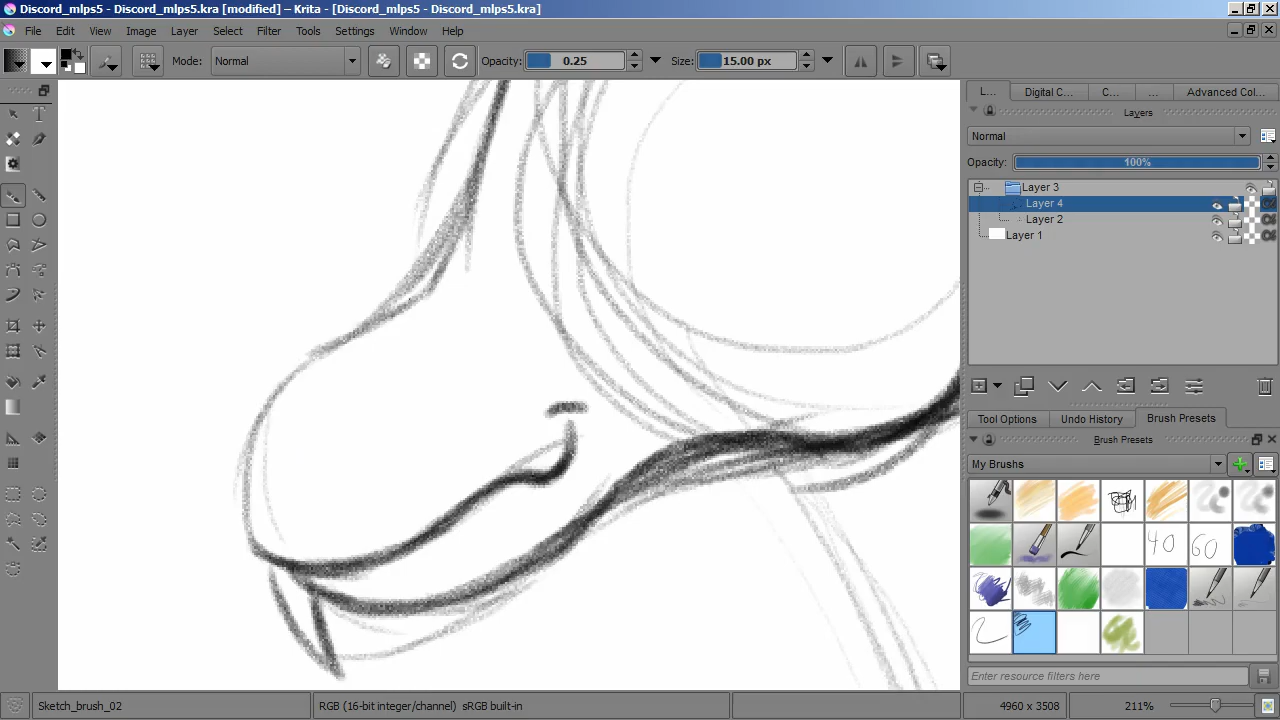 Discord_mlps5 - Discord_mlps5.kra [modified] – Krita - [Discord_mlps5 - Discord_mlps5.kra]
File Edit View Image Layer Select Filter Tools Settings Window Help
Mode: Normal Opacity: 0.25 Size: 15.00 px
L... Digital C... C... ... Advanced Col...
Layers
Normal
Opacity: 100%
Layer 3
Layer 4
Layer 2
Layer 1
Tool Options Undo History Brush Presets
Brush Presets
My Brushes
40 60
Enter resource filters here
Sketch_brush_02 RGB (16-bit integer/channel) sRGB built-in 4960 x 3508 211%